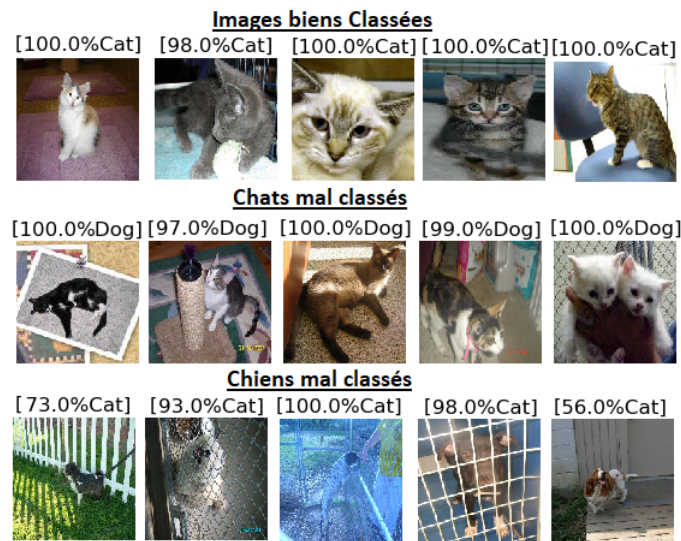 Images biens Classées
[100.0%Cat] [98.0%Cat] [100.0%Cat] [100.0%Cat] [100.0%Cat]
Chats mal classés
[100.0%Dog] [97.0%Dog] [100.0%Dog] [99.0%Dog] [100.0%Dog]
Chiens mal classés
[73.0%Cat] [93.0%Cat] [100.0%Cat] [98.0%Cat] [56.0%Cat]